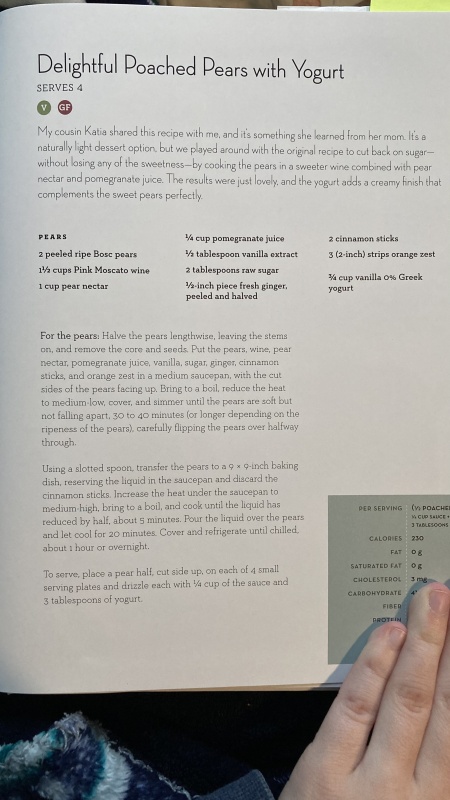 Delightful Poached Pears with Yogurt
SERVES 4
V GF
My cousin Katia shared this recipe with me, and it's something she learned from her mom. It's a
naturally light dessert option, but we played around with the original recipe to cut back on sugar—
without losing any of the sweetness—by cooking the pears in a sweeter wine combined with pear
nectar and pomegranate juice. The results were just lovely, and the yogurt adds a creamy finish that
complements the sweet pears perfectly.
PEARS
2 peeled ripe Bosc pears
1½ cups Pink Moscato wine
1 cup pear nectar
¼ cup pomegranate juice
½ tablespoon vanilla extract
2 tablespoons raw sugar
½-inch piece fresh ginger,
peeled and halved
2 cinnamon sticks
3 (2-inch) strips orange zest
¾ cup vanilla 0% Greek
yogurt
For the pears: Halve the pears lengthwise, leaving the stems
on, and remove the core and seeds. Put the pears, wine, pear
nectar, pomegranate juice, vanilla, sugar, ginger, cinnamon
sticks, and orange zest in a medium saucepan, with the cut
sides of the pears facing up. Bring to a boil, reduce the heat
to medium-low, cover, and simmer until the pears are soft but
not falling apart, 30 to 40 minutes (or longer depending on the
ripeness of the pears), carefully flipping the pears over halfway
through.
Using a slotted spoon, transfer the pears to a 9 × 9-inch baking
dish, reserving the liquid in the saucepan and discard the
cinnamon sticks. Increase the heat under the saucepan to
medium-high, bring to a boil, and cook until the liquid has
reduced by half, about 5 minutes. Pour the liquid over the pears
and let cool for 20 minutes. Cover and refrigerate until chilled,
about 1 hour or overnight.
To serve, place a pear half, cut side up, on each of 4 small
serving plates and drizzle each with ¼ cup of the sauce and
3 tablespoons of yogurt.
PER SERVING (½ POACHE
¼ CUP SAUCE +
3 TABLESPOONS
CALORIES 230
FAT 0 g
SATURATED FAT 0 g
CHOLESTEROL 3 mg
CARBOHYDRATE 4
FIBER
PROTEIN